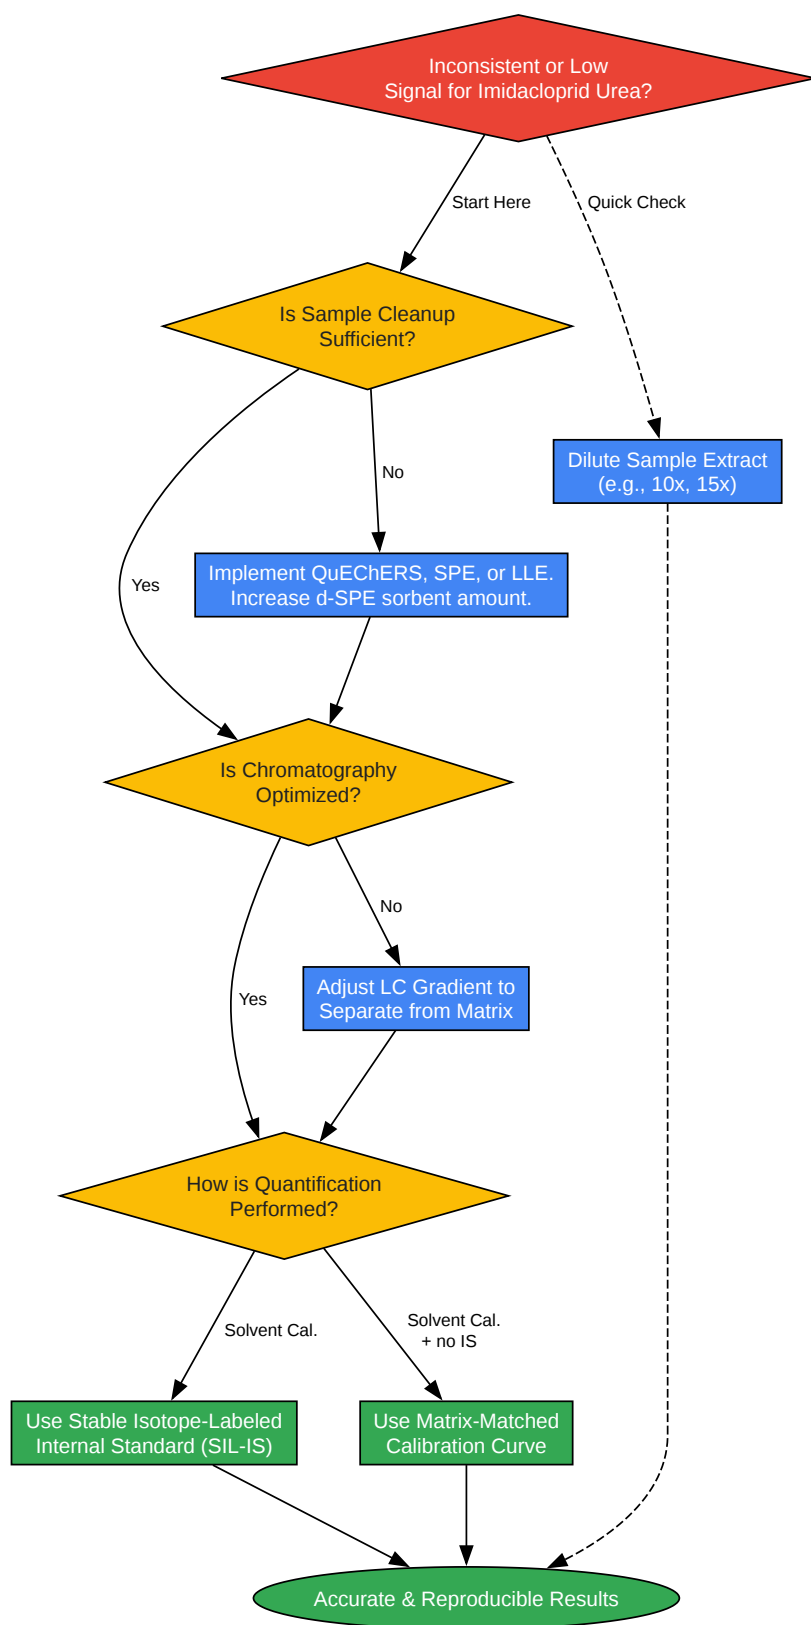 Inconsistent or Low
Signal for Imidacloprid Urea?
Start Here
Quick Check
Is Sample Cleanup
Sufficient?
Dilute Sample Extract
(e.g., 10x, 15x)
No
Yes
Implement QuEChERS, SPE, or LLE.
Increase d-SPE sorbent amount.
Is Chromatography
Optimized?
No
Yes
Adjust LC Gradient to
Separate from Matrix
How is Quantification
Performed?
Solvent Cal.
Solvent Cal.
+ no IS
Use Stable Isotope-Labeled
Internal Standard (SIL-IS)
Use Matrix-Matched
Calibration Curve
Accurate & Reproducible Results